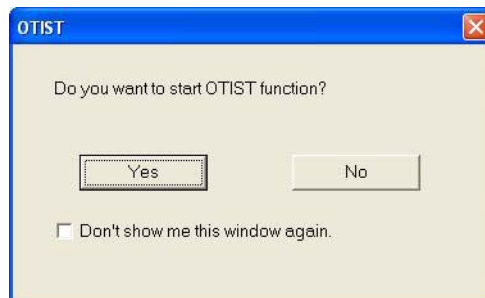 OTIST
Do you want to start OTIST function?
Yes No
Don't show me this window again.